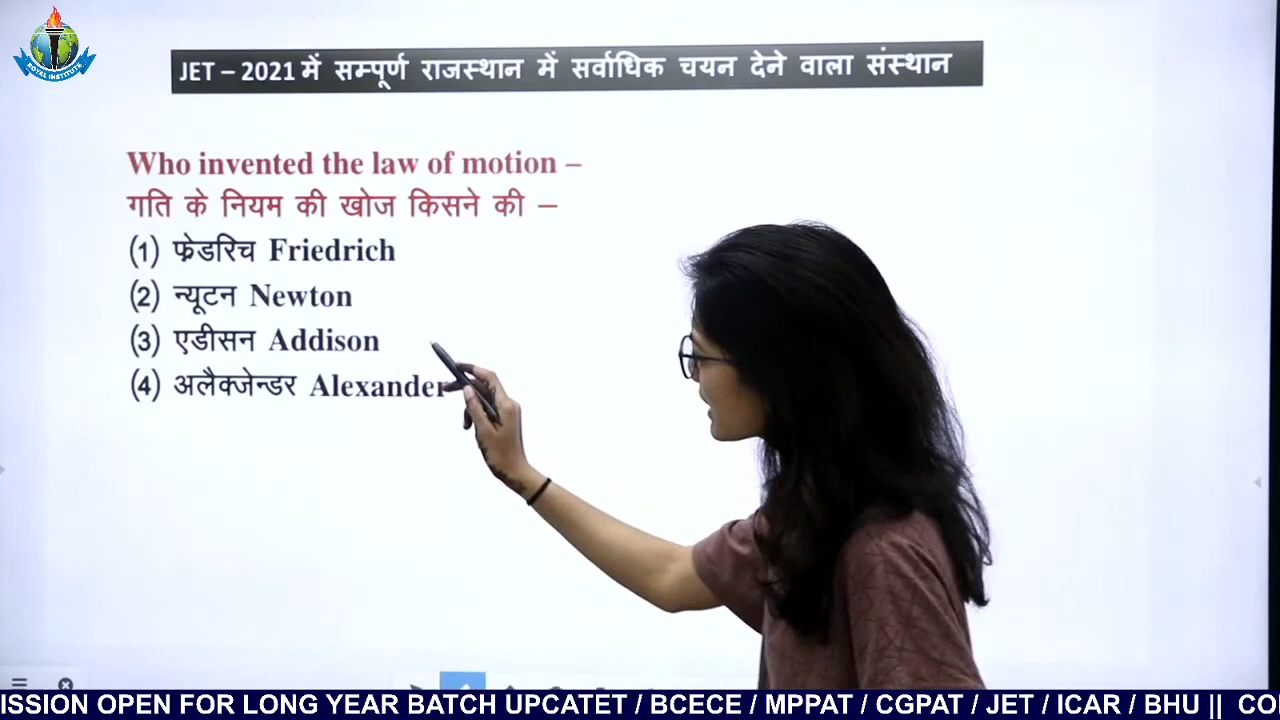 ROYAL INSTITUTE
JET – 2021 में सम्पूर्ण राजस्थान में सर्वाधिक चयन देने वाला संस्थान
Who invented the law of motion –
गति के नियम की खोज किसने की –
(1) फ्रेडरिच Friedrich
(2) न्यूटन Newton
(3) एडीसन Addison
(4) अलैक्जेन्डर Alexander
ISSION OPEN FOR LONG YEAR BATCH UPCATET / BCECE / MPPAT / CGPAT / JET / ICAR / BHU || CO